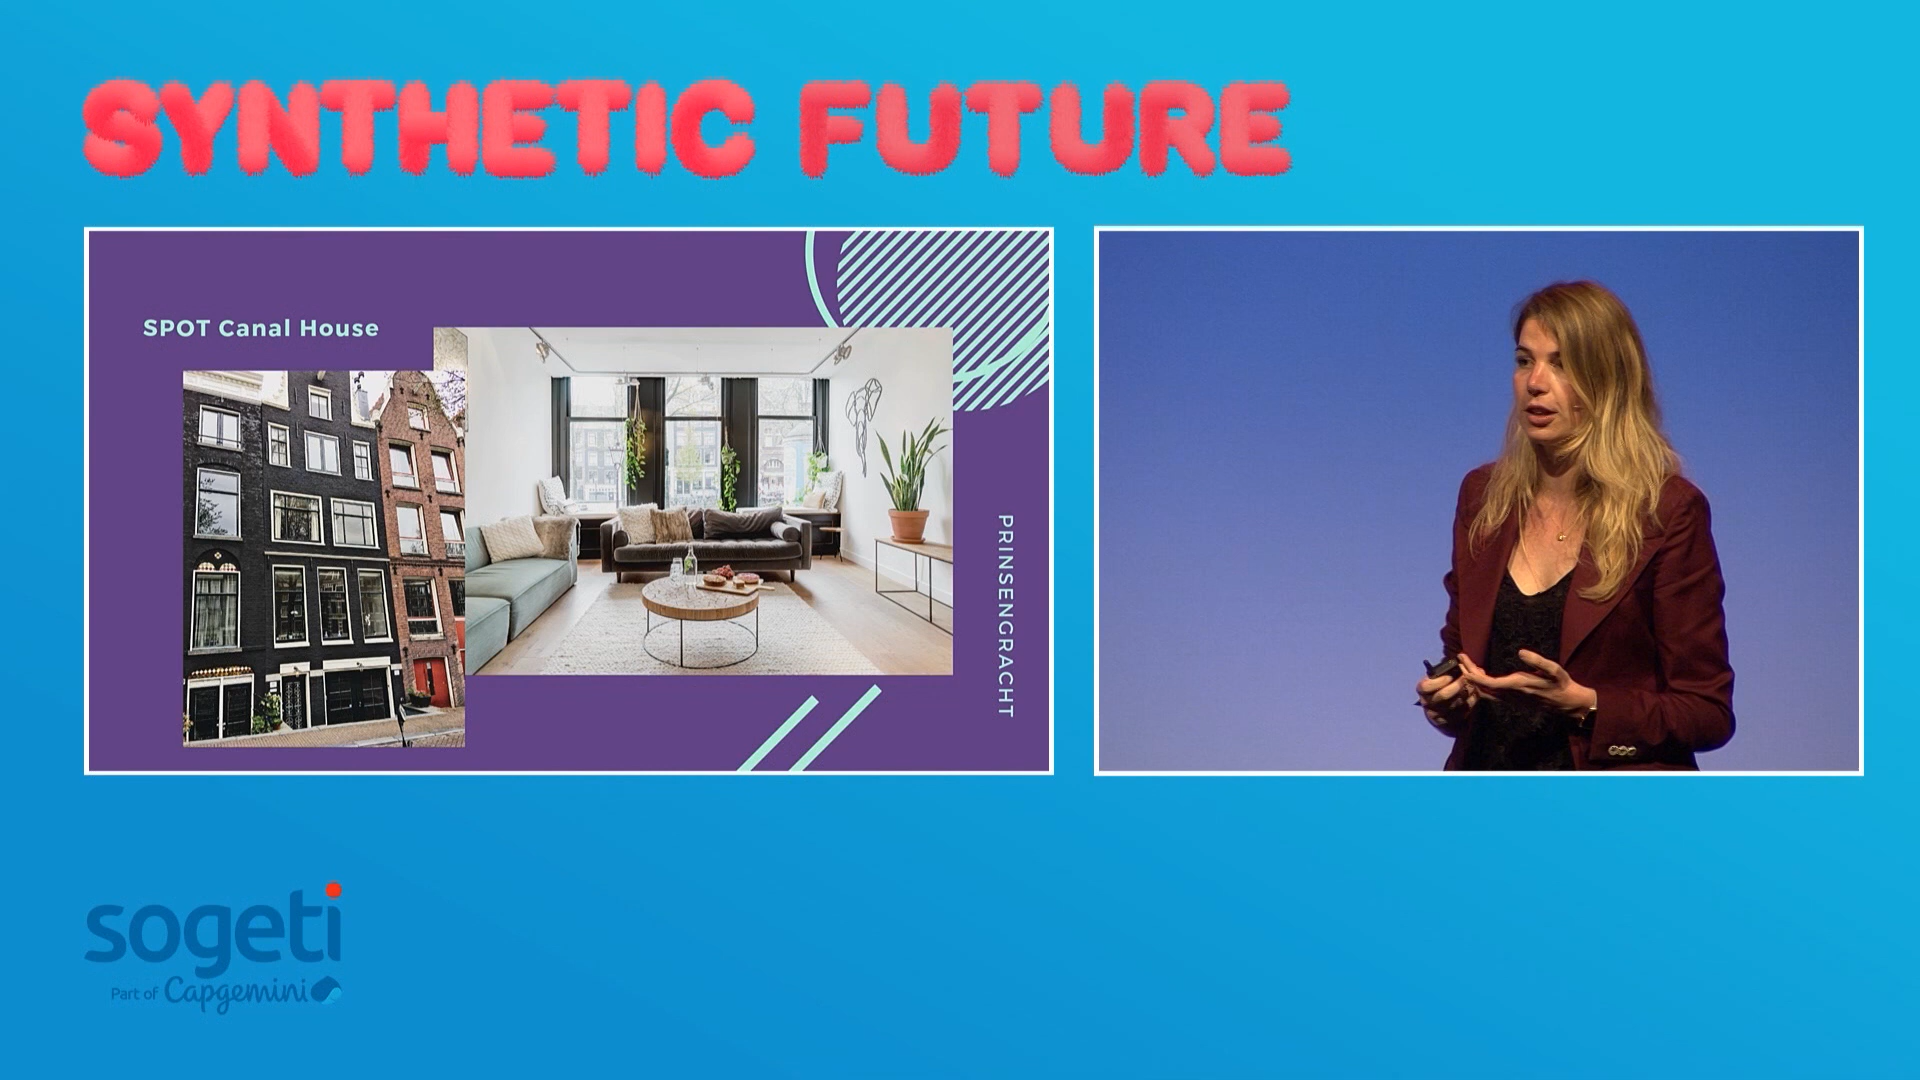 SYNTHETIC FUTURE
SPOT Canal House
PRINSENGRACHT
sogeti
Part of Capgemini